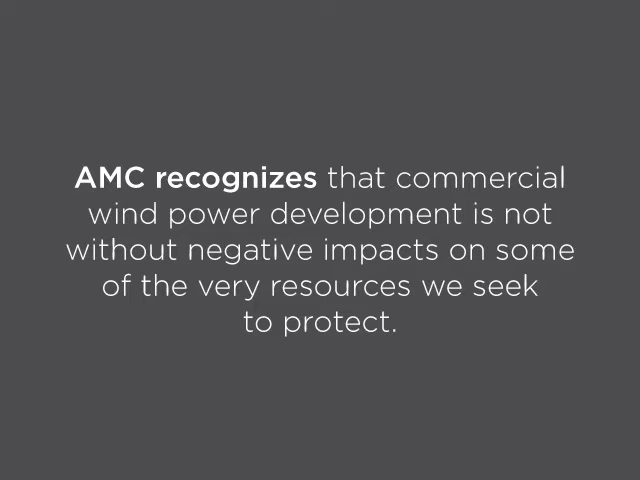 AMC recognizes that commercial
wind power development is not
without negative impacts on some
of the very resources we seek
to protect.